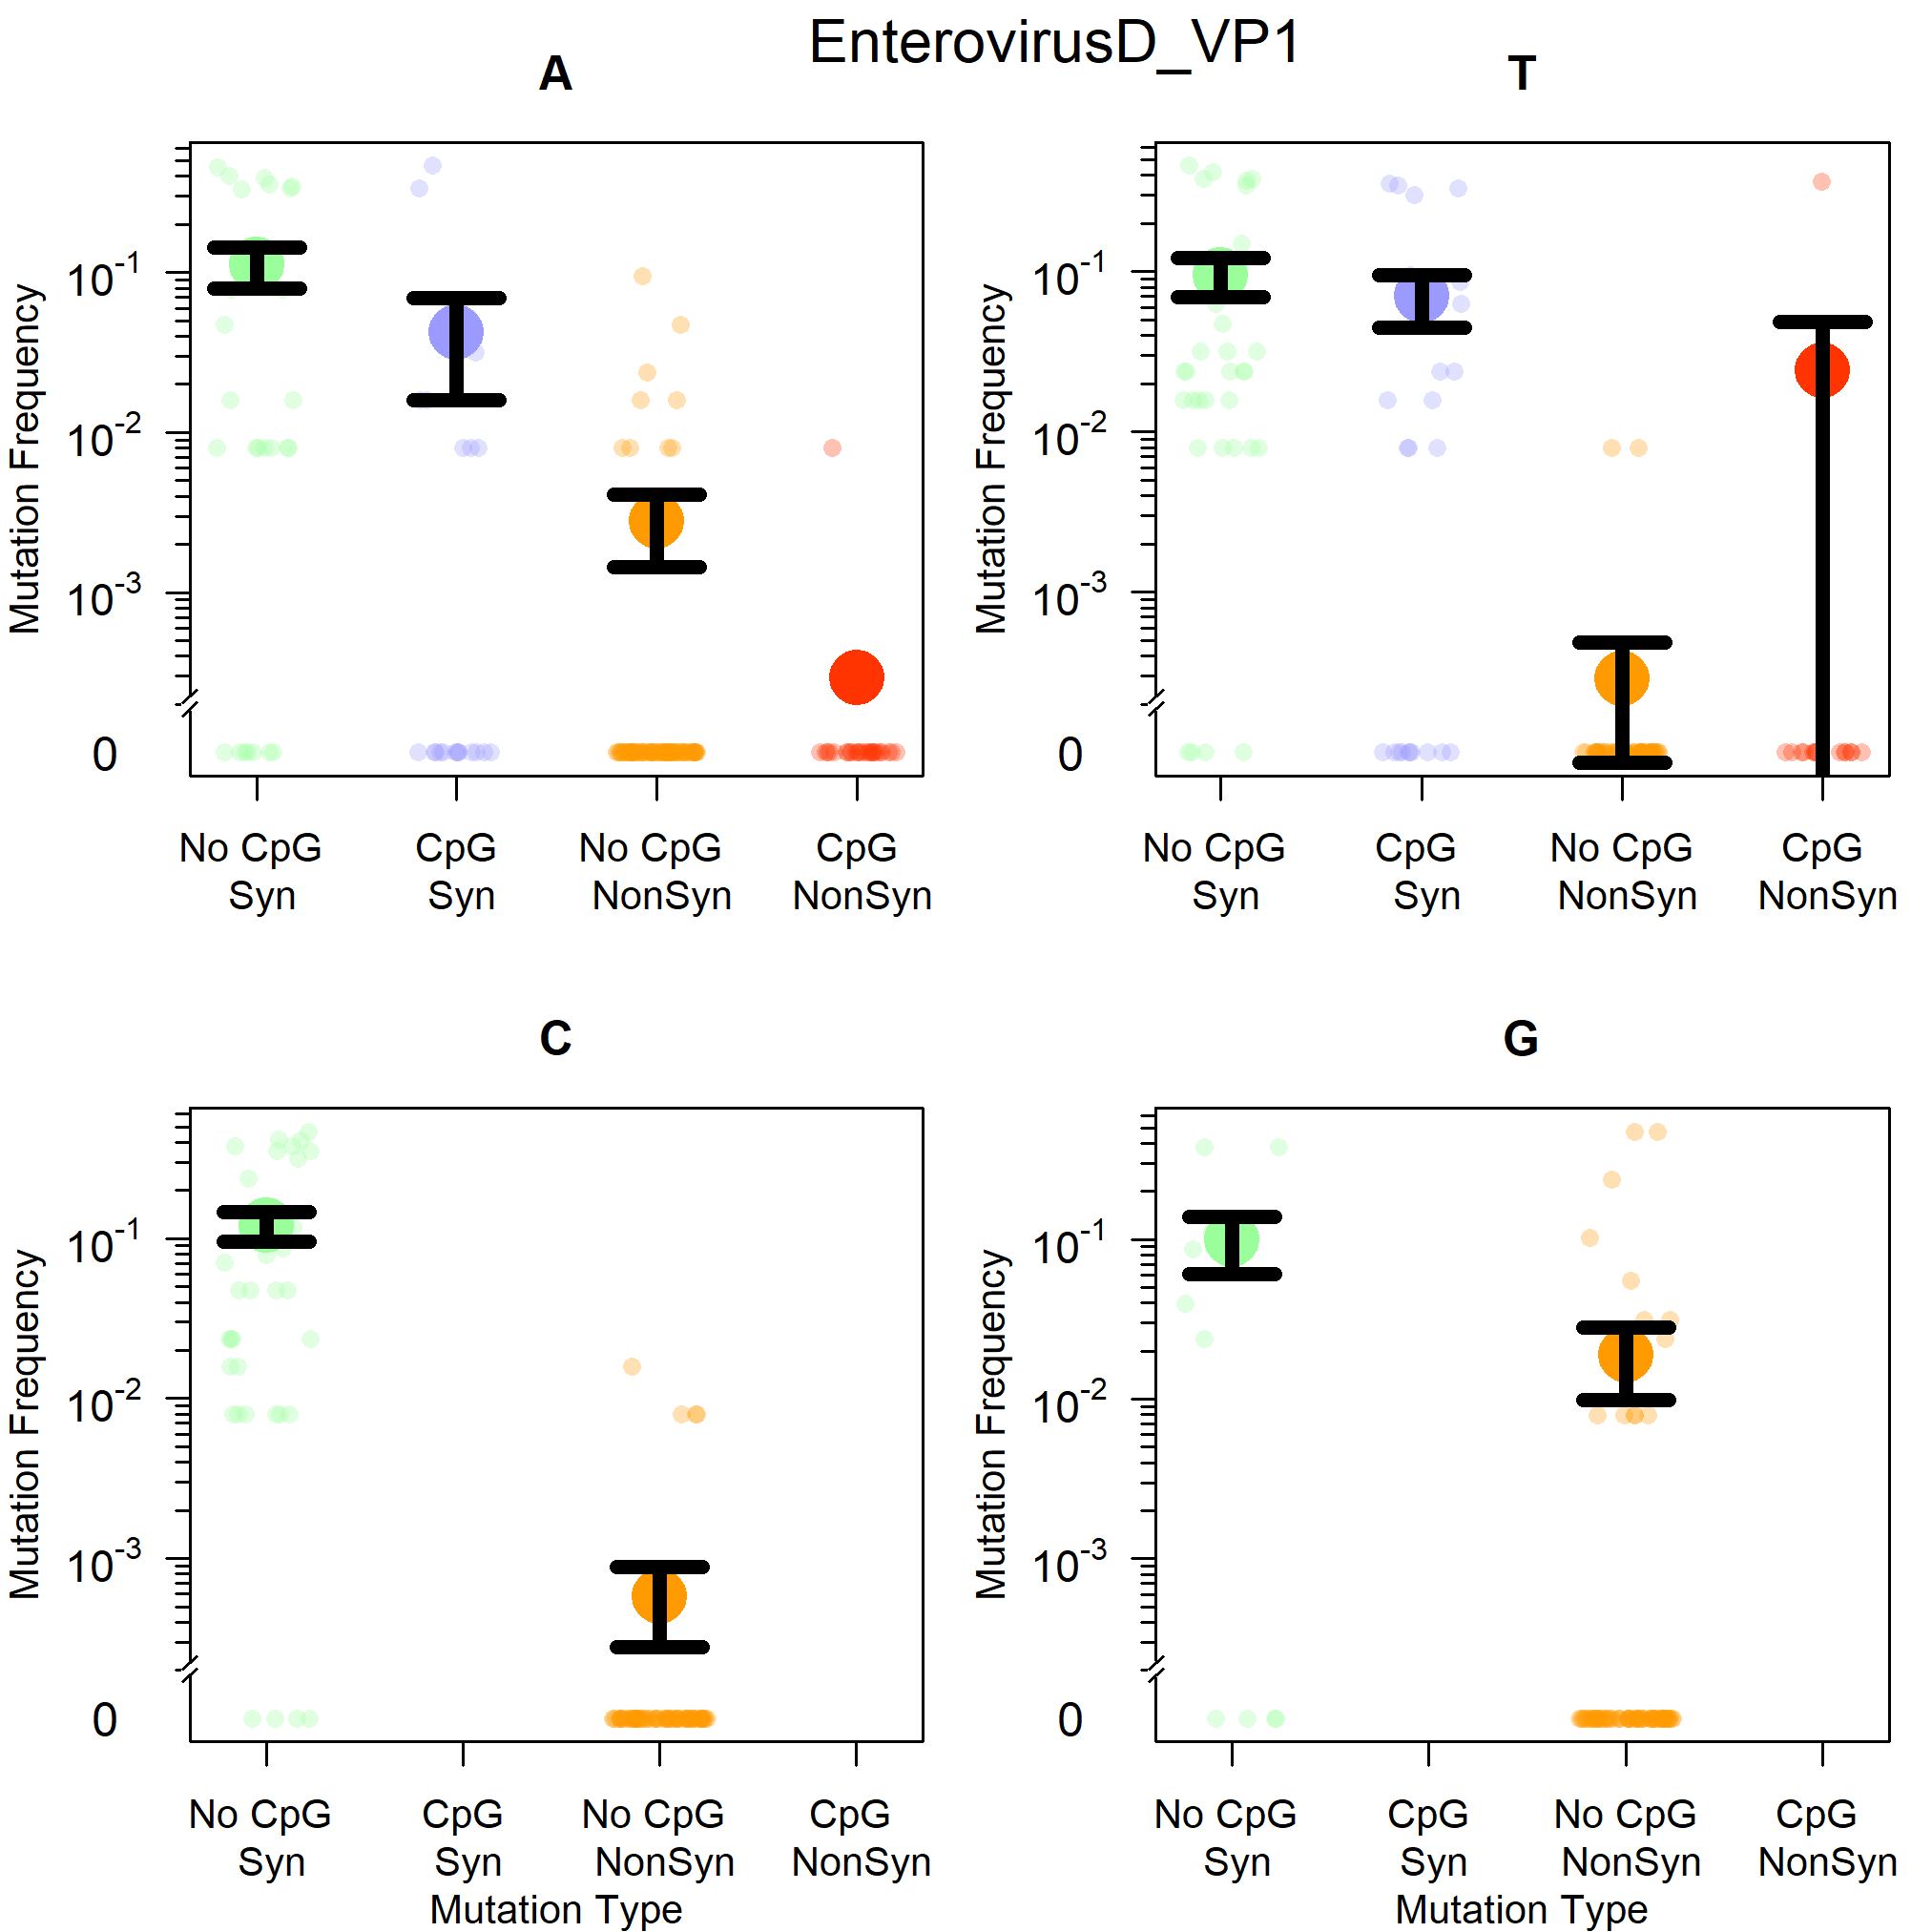 EnterovirusD_VP1
A
Mutation Frequency
10^-1
10^-2
10^-3
0
No CpG Syn
CpG Syn
No CpG NonSyn
CpG NonSyn
T
Mutation Frequency
10^-1
10^-2
10^-3
0
No CpG Syn
CpG Syn
No CpG NonSyn
CpG NonSyn
C
Mutation Frequency
10^-1
10^-2
10^-3
0
No CpG Syn
CpG Syn
No CpG NonSyn
CpG NonSyn
Mutation Type
G
Mutation Frequency
10^-1
10^-2
10^-3
0
No CpG Syn
CpG Syn
No CpG NonSyn
CpG NonSyn
Mutation Type